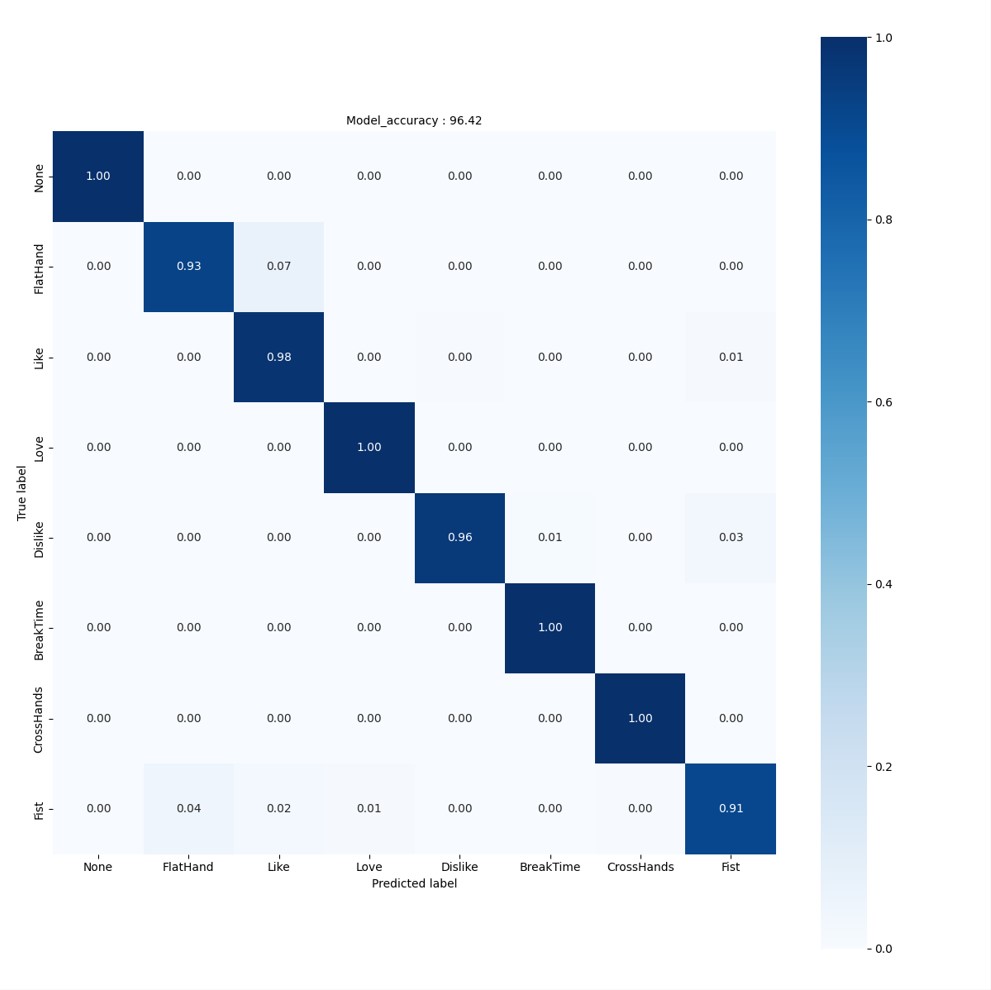 Model_accuracy : 96.42
1.0
0.8
0.6
0.4
0.2
0.0
True label
None 1.00 0.00 0.00 0.00 0.00 0.00 0.00 0.00
FlatHand 0.00 0.93 0.07 0.00 0.00 0.00 0.00 0.00
Like 0.00 0.00 0.98 0.00 0.00 0.00 0.00 0.01
Love 0.00 0.00 0.00 1.00 0.00 0.00 0.00 0.00
Dislike 0.00 0.00 0.00 0.00 0.96 0.01 0.00 0.03
BreakTime 0.00 0.00 0.00 0.00 0.00 1.00 0.00 0.00
CrossHands 0.00 0.00 0.00 0.00 0.00 0.00 1.00 0.00
Fist 0.00 0.04 0.02 0.01 0.00 0.00 0.00 0.91
None FlatHand Like Love Dislike BreakTime CrossHands Fist
Predicted label